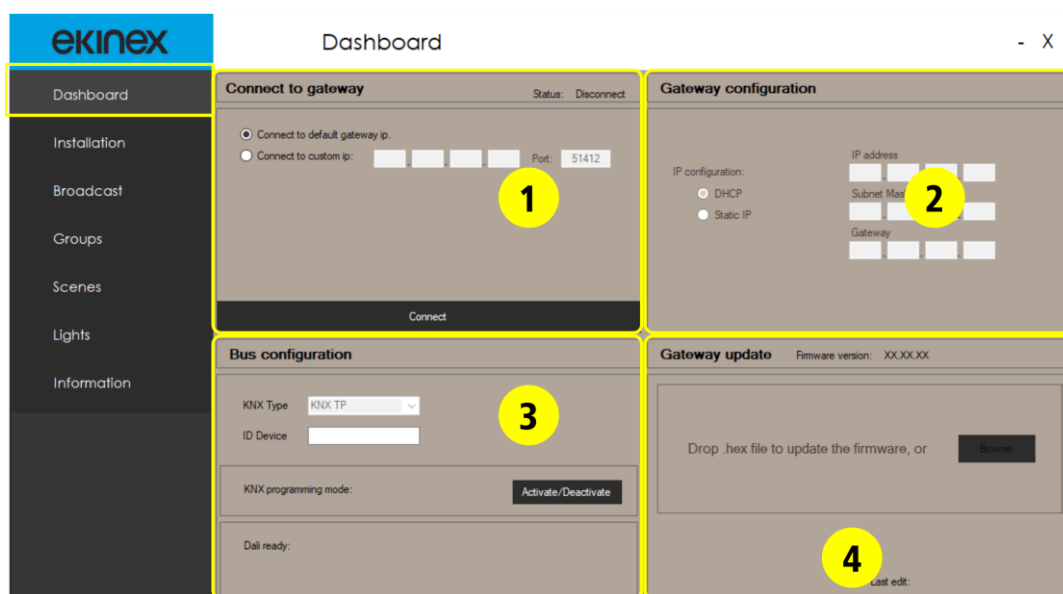 ekinex
Dashboard
- X
Dashboard
Installation
Broadcast
Groups
Scenes
Lights
Information
Connect to gateway
Status: Disconnect
Connect to default gateway ip.
Connect to custom ip: . . . Port: 51412
1
Connect
Gateway configuration
IP configuration:
DHCP
Static IP
IP address
. . .
Subnet Mas
. . .
Gateway
. . .
2
Bus configuration
KNX Type KNX TP
ID Device
3
KNX programming mode: Activate/Deactivate
Dali ready:
Gateway update Firmware version: XX.XX.XX
Drop .hex file to update the firmware, or Browse
4
Last edit: